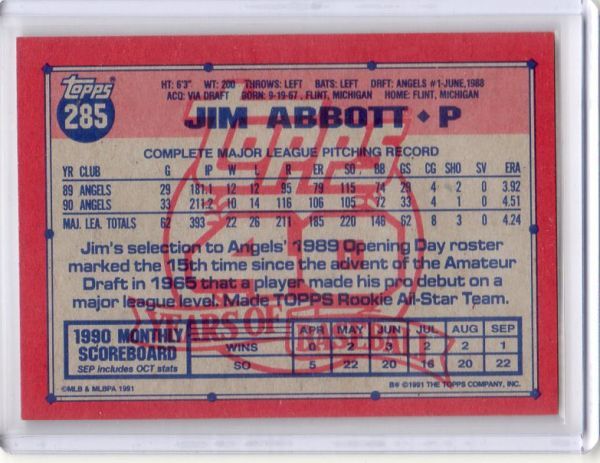 topps
285
HT: 6'3" WT: 200 THROWS: LEFT BATS: LEFT DRFT: ANGELS #1-JUNE, 1988
ACQ: VIA DRAFT BORN: 9-19-67, FLINT, MICHIGAN HOME: FLINT, MICHIGAN
JIM ABBOTT • P
TOPPS
40
YEARS OF
BASEBALL
COMPLETE MAJOR LEAGUE PITCHING RECORD
YR CLUB G IP W L R ER SO BB GS CG SHO SV ERA
89 ANGELS 29 181.1 12 12 95 79 115 74 29 4 2 0 3.92
90 ANGELS 33 211.2 10 14 116 106 105 72 33 4 1 0 4.51
MAJ. LEA. TOTALS 62 393 22 26 211 185 220 146 62 8 3 0 4.24
Jim's selection to Angels' 1989 Opening Day roster
marked the 15th time since the advent of the Amateur
Draft in 1965 that a player made his pro debut on a
major league level. Made TOPPS Rookie All-Star Team.
1990 MONTHLY
SCOREBOARD
SEP includes OCT stats
APR MAY JUN JUL AUG SEP
WINS 0 2 3 2 2 1
SO 5 22 20 16 20 22
©MLB & MLBPA 1991
B* ©1991 THE TOPPS COMPANY, INC.